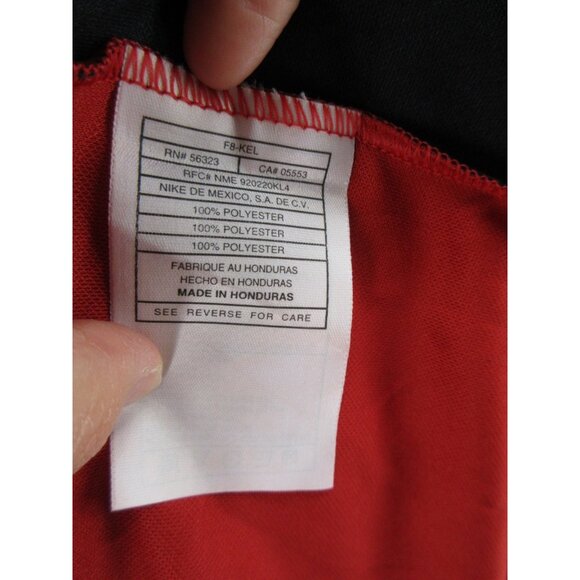 F8-KEL
RN# 56323 CA# 05553
RFC# NME 920220KL4
NIKE DE MEXICO, S.A. DE C.V.
100% POLYESTER
100% POLYESTER
100% POLYESTER
FABRIQUE AU HONDURAS
HECHO EN HONDURAS
MADE IN HONDURAS
SEE REVERSE FOR CARE